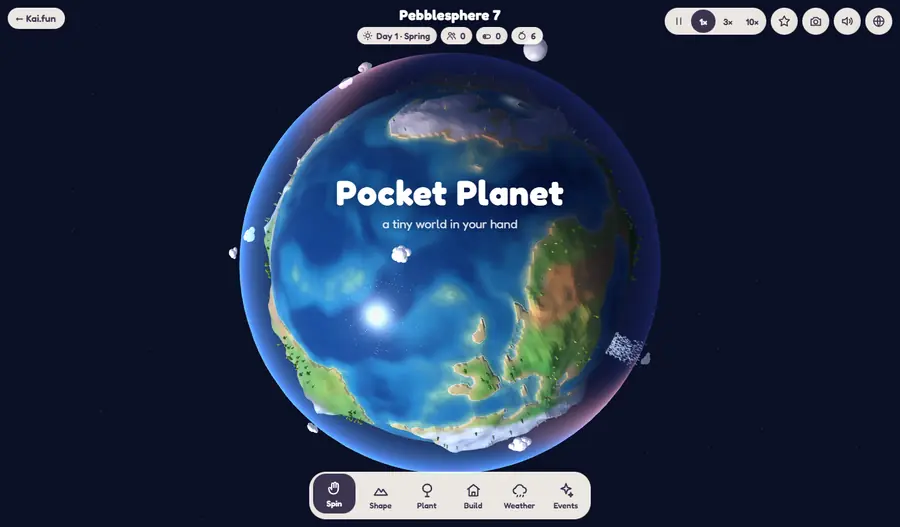 ← Kai.fun
Pebblesphere 7
Day 1 · Spring
0
0
6
1x
3x
10x
Pocket Planet
a tiny world in your hand
Spin
Shape
Plant
Build
Weather
Events